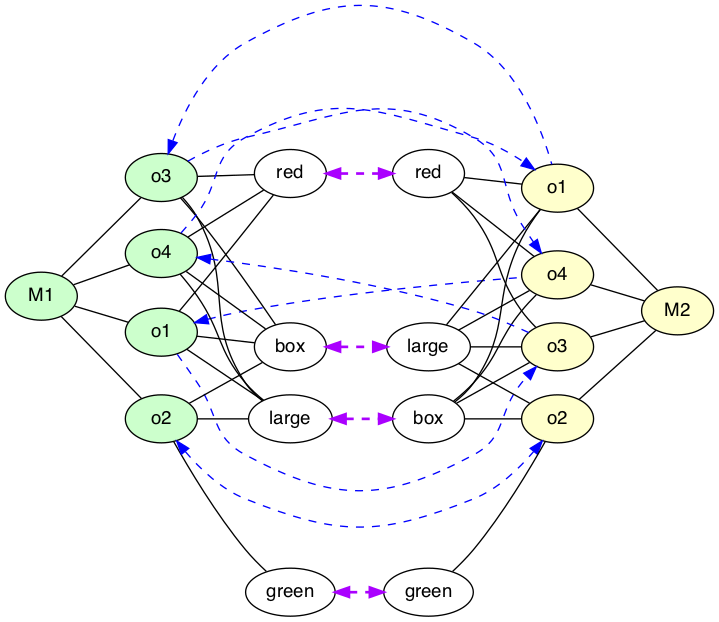 red
red
o3
o1
o4
o4
M1
M2
o1
box
large
o3
o2
large
box
o2
green
green